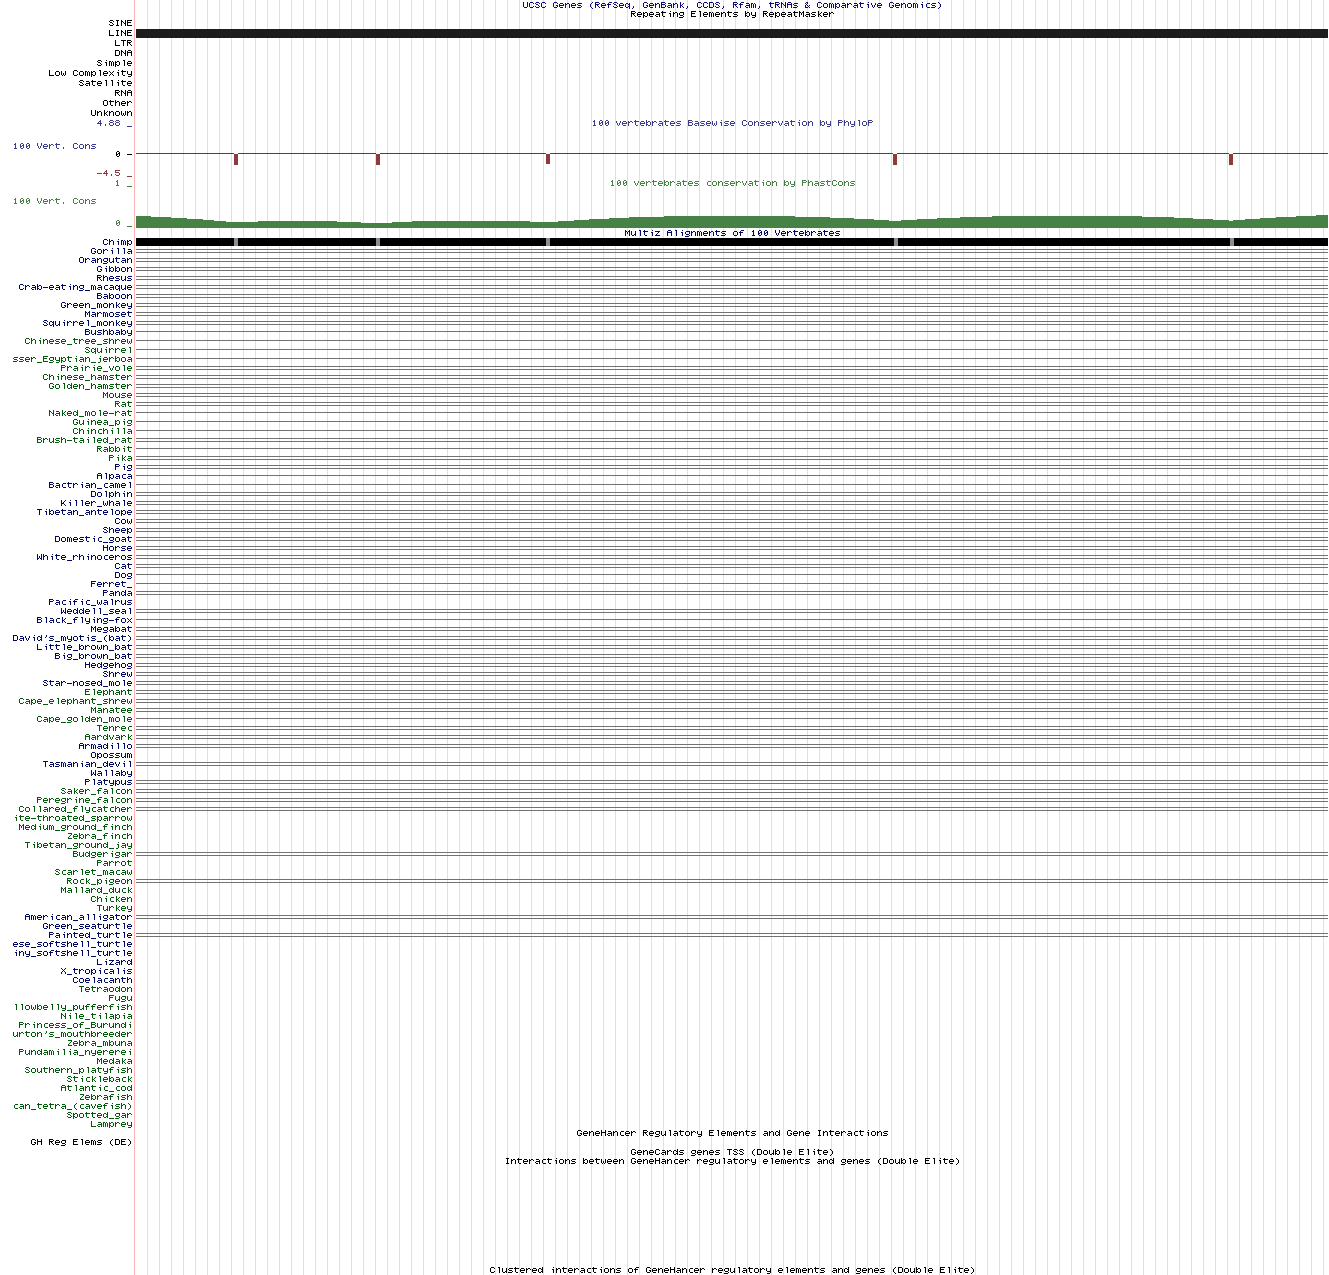 UCSC Genes (RefSeq, GenBank, CCDS, Rfam, tRNAs & Comparative Genomics)
Repeating Elements by RepeatMasker
SINE
LINE
LTR
DNA
Simple
Low Complexity
Satellite
RNA
Other
Unknown
4.88 _
100 vertebrates Basewise Conservation by PhyloP
100 Vert. Cons
0 –
-4.5 _
1 _
100 vertebrates conservation by PhastCons
100 Vert. Cons
0 _
Multiz Alignments of 100 Vertebrates
Chimp
Gorilla
Orangutan
Gibbon
Rhesus
Crab-eating_macaque
Baboon
Green_monkey
Marmoset
Squirrel_monkey
Bushbaby
Chinese_tree_shrew
Squirrel
sser_Egyptian_jerboa
Prairie_vole
Chinese_hamster
Golden_hamster
Mouse
Rat
Naked_mole-rat
Guinea_pig
Chinchilla
Brush-tailed_rat
Rabbit
Pika
Pig
Alpaca
Bactrian_camel
Dolphin
Killer_whale
Tibetan_antelope
Cow
Sheep
Domestic_goat
Horse
White_rhinoceros
Cat
Dog
Ferret_
Panda
Pacific_walrus
Weddell_seal
Black_flying-fox
Megabat
David's_myotis_(bat)
Little_brown_bat
Big_brown_bat
Hedgehog
Shrew
Star-nosed_mole
Elephant
Cape_elephant_shrew
Manatee
Cape_golden_mole
Tenrec
Aardvark
Armadillo
Opossum
Tasmanian_devil
Wallaby
Platypus
Saker_falcon
Peregrine_falcon
Collared_flycatcher
ite-throated_sparrow
Medium_ground_finch
Zebra_finch
Tibetan_ground_jay
Budgerigar
Parrot
Scarlet_macaw
Rock_pigeon
Mallard_duck
Chicken
Turkey
American_alligator
Green_seaturtle
Painted_turtle
ese_softshell_turtle
iny_softshell_turtle
Lizard
X_tropicalis
Coelacanth
Tetraodon
Fugu
llowbelly_pufferfish
Nile_tilapia
Princess_of_Burundi
urton's_mouthbreeder
Zebra_mbuna
Pundamilia_nyererei
Medaka
Southern_platyfish
Stickleback
Atlantic_cod
Zebrafish
can_tetra_(cavefish)
Spotted_gar
Lamprey
GeneHancer Regulatory Elements and Gene Interactions
GH Reg Elems (DE)
GeneCards genes TSS (Double Elite)
Interactions between GeneHancer regulatory elements and genes (Double Elite)
Clustered interactions of GeneHancer regulatory elements and genes (Double Elite)